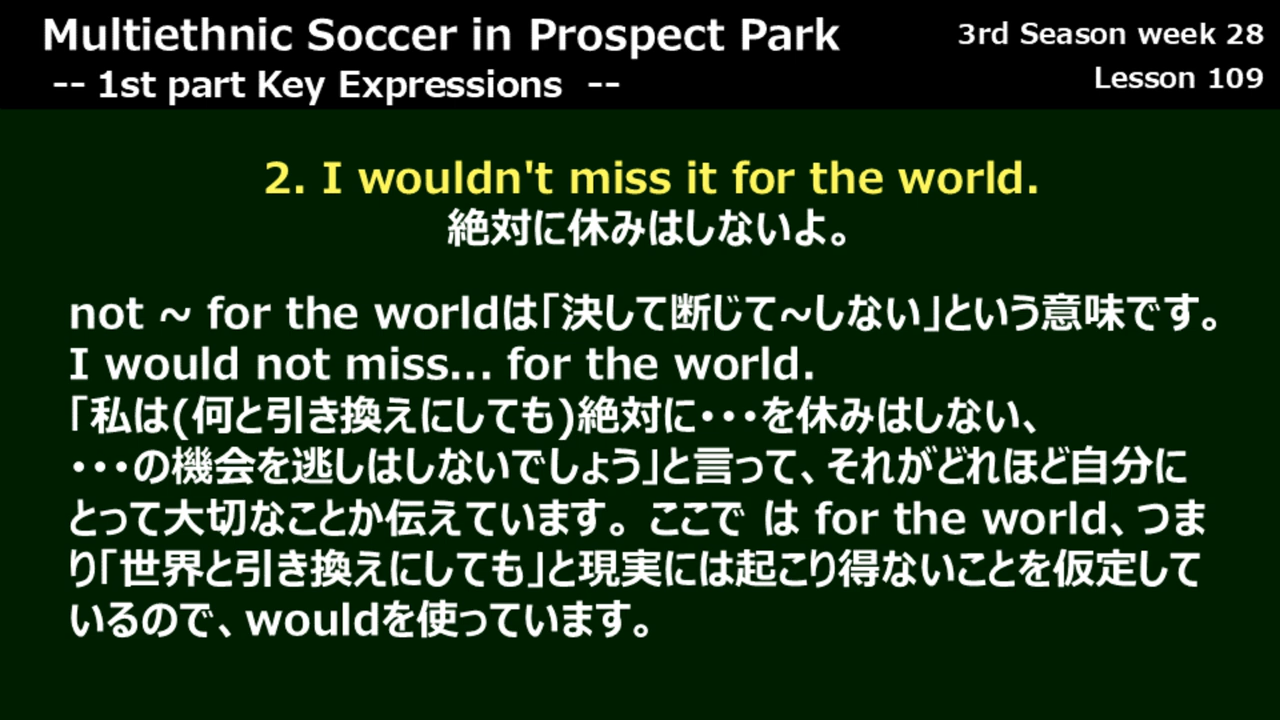 Multiethnic Soccer in Prospect Park
3rd Season week 28
-- 1st part Key Expressions --
Lesson 109
2. I wouldn't miss it for the world.
絶対に休みはしないよ。
not ~ for the worldは「決して断じて~しない」という意味です。
I would not miss... for the world.
「私は(何と引き換えにしても)絶対に・・・を休みはしない、
・・・の機会を逃しはしないでしょう」と言って、それがどれほど自分に
とって大切なことか伝えています。ここで は for the world、つま
り「世界と引き換えにしても」と現実には起こり得ないことを仮定して
いるので、wouldを使っています。